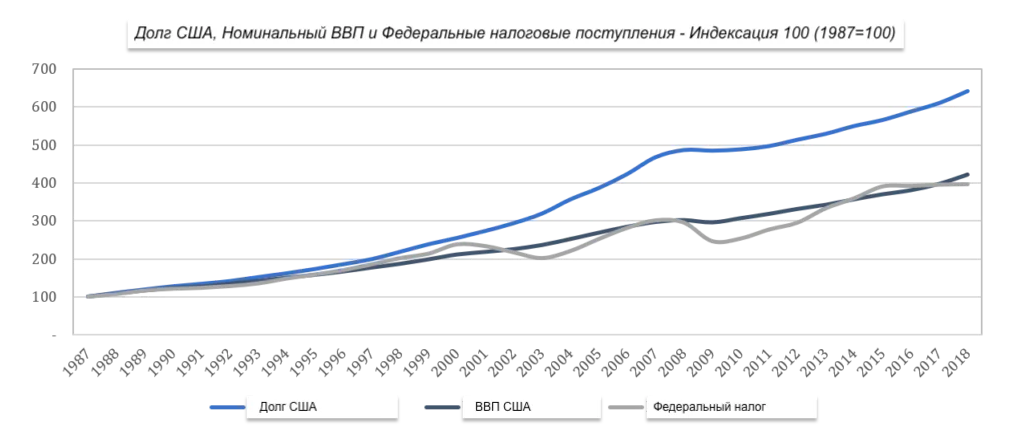 Долг США, Номинальный ВВП и Федеральные налоговые поступления - Индексация 100 (1987=100)
700
600
500
400
300
200
100
-
1987 1988 1989 1990 1991 1992 1993 1994 1995 1996 1997 1998 1999 2000 2001 2002 2003 2004 2005 2006 2007 2008 2009 2010 2011 2012 2013 2014 2015 2016 2017 2018
Долг США ВВП США Федеральный налог